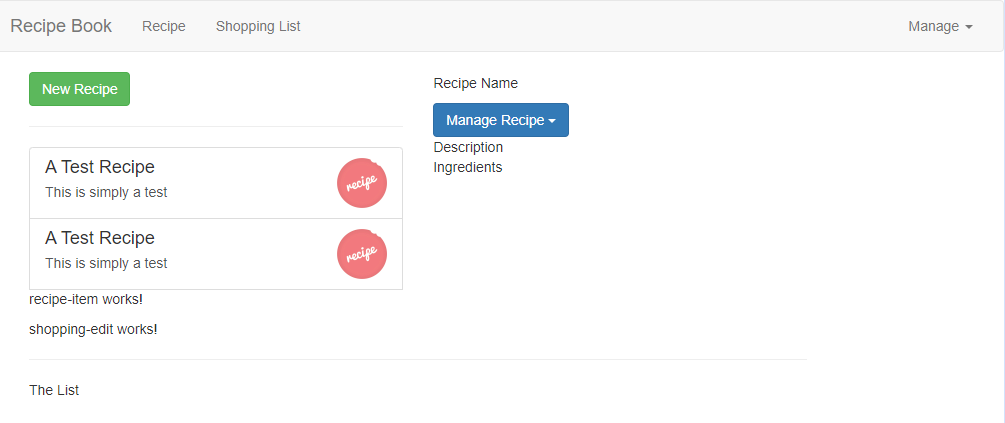 Recipe Book Recipe Shopping List Manage
New Recipe
A Test Recipe
This is simply a test
recipe
A Test Recipe
This is simply a test
recipe
recipe-item works!
Recipe Name
Manage Recipe
Description
Ingredients
shopping-edit works!
The List